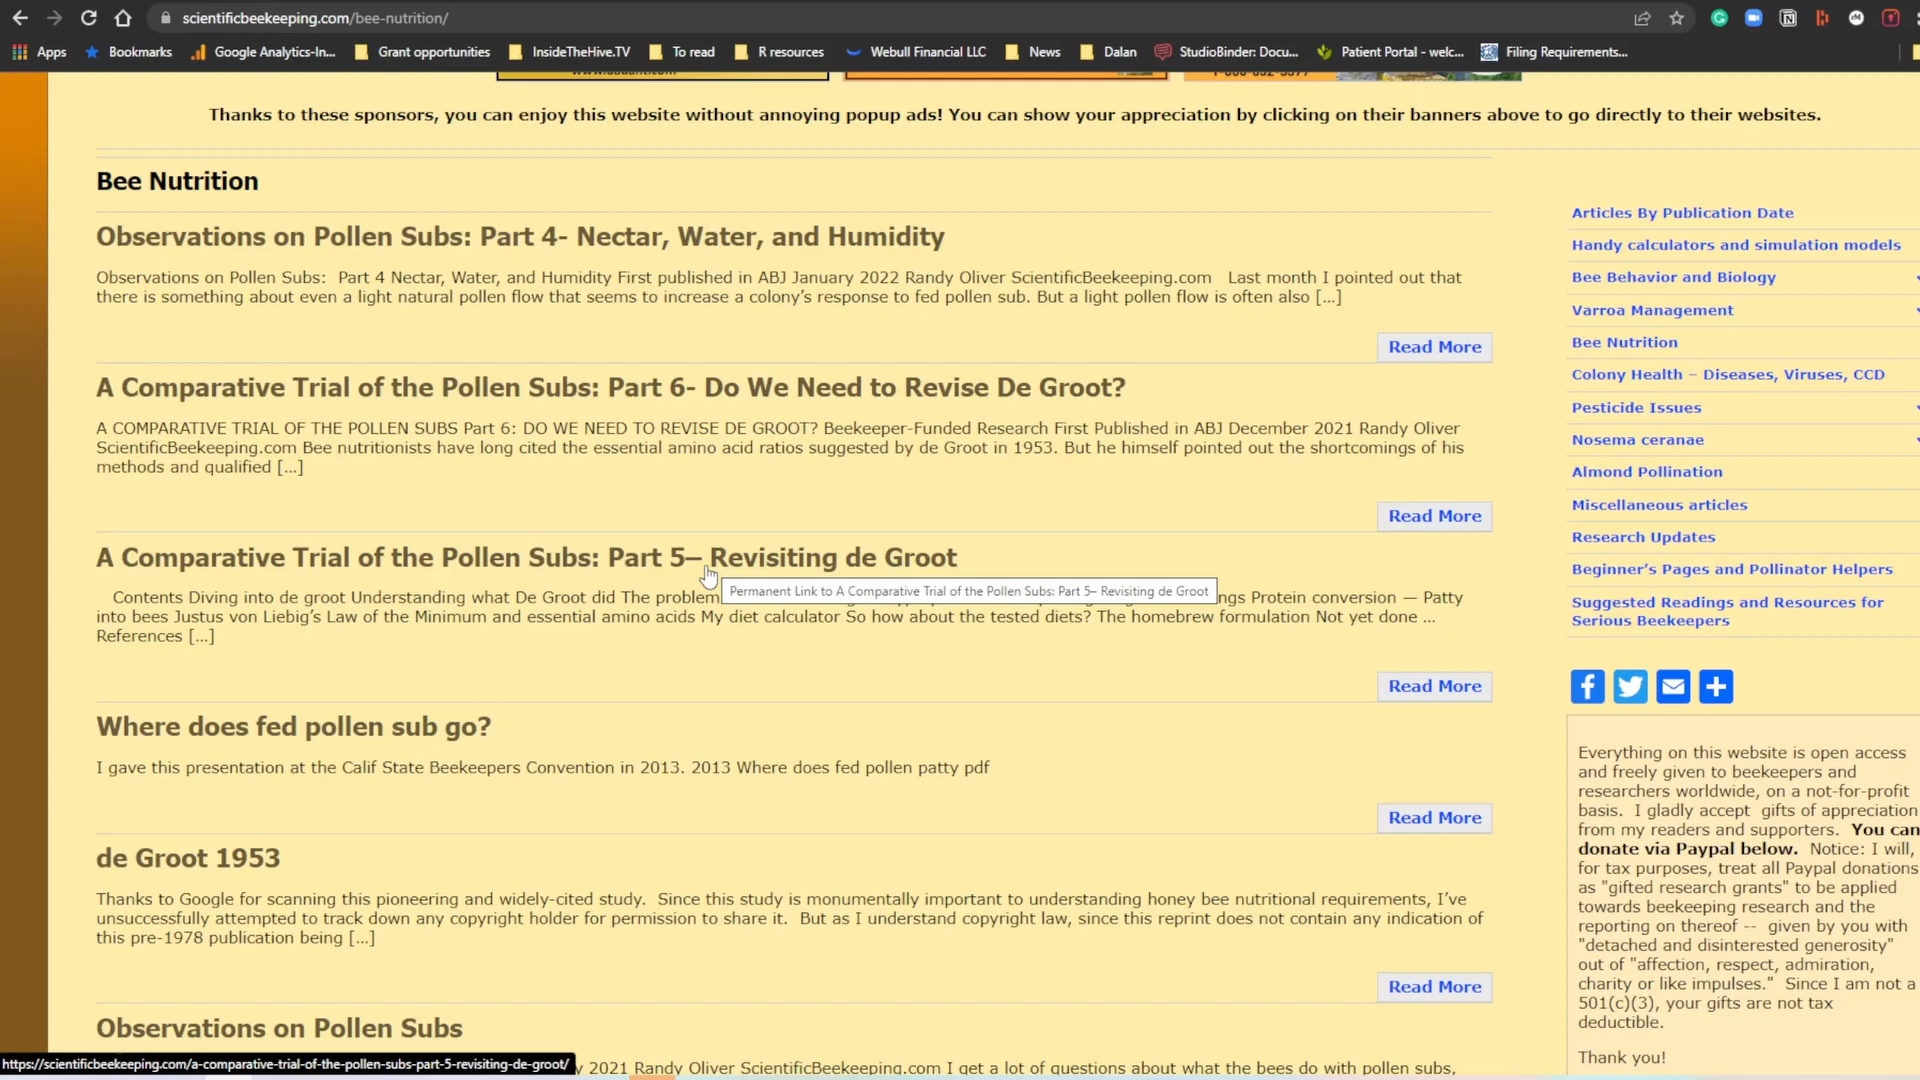 scientificbeekeeping.com/bee-nutrition/
Apps
Bookmarks
Google Analytics-In...
Grant opportunities
InsideTheHive.TV
To read
R resources
Webull Financial LLC
News
Dalan
StudioBinder: Docu...
Patient Portal - welc...
Filing Requirements...
Thanks to these sponsors, you can enjoy this website without annoying popup ads! You can show your appreciation by clicking on their banners above to go directly to their websites.
Bee Nutrition
Observations on Pollen Subs: Part 4- Nectar, Water, and Humidity
Observations on Pollen Subs: Part 4 Nectar, Water, and Humidity First published in ABJ January 2022 Randy Oliver ScientificBeekeeping.com Last month I pointed out that
there is something about even a light natural pollen flow that seems to increase a colony's response to fed pollen sub. But a light pollen flow is often also [...]
Read More
A Comparative Trial of the Pollen Subs: Part 6- Do We Need to Revise De Groot?
A COMPARATIVE TRIAL OF THE POLLEN SUBS Part 6: DO WE NEED TO REVISE DE GROOT? Beekeeper-Funded Research First Published in ABJ December 2021 Randy Oliver
ScientificBeekeeping.com Bee nutritionists have long cited the essential amino acid ratios suggested by de Groot in 1953. But he himself pointed out the shortcomings of his
methods and qualified [...]
Read More
A Comparative Trial of the Pollen Subs: Part 5– Revisiting de Groot
Permanent Link to A Comparative Trial of the Pollen Subs: Part 5– Revisiting de Groot
Contents Diving into de groot Understanding what De Groot did The problem ngs Protein conversion — Patty
into bees Justus von Liebig's Law of the Minimum and essential amino acids My diet calculator So how about the tested diets? The homebrew formulation Not yet done ...
References [...]
Read More
Where does fed pollen sub go?
I gave this presentation at the Calif State Beekeepers Convention in 2013. 2013 Where does fed pollen patty pdf
Read More
de Groot 1953
Thanks to Google for scanning this pioneering and widely-cited study. Since this study is monumentally important to understanding honey bee nutritional requirements, I've
unsuccessfully attempted to track down any copyright holder for permission to share it. But as I understand copyright law, since this reprint does not contain any indication of
this pre-1978 publication being [...]
Read More
Observations on Pollen Subs
y 2021 Randy Oliver ScientificBeekeeping.com I get a lot of questions about what the bees do with pollen subs,
https://scientificbeekeeping.com/a-comparative-trial-of-the-pollen-subs-part-5-revisiting-de-groot/
Articles By Publication Date
Handy calculators and simulation models
Bee Behavior and Biology
Varroa Management
Bee Nutrition
Colony Health – Diseases, Viruses, CCD
Pesticide Issues
Nosema ceranae
Almond Pollination
Miscellaneous articles
Research Updates
Beginner's Pages and Pollinator Helpers
Suggested Readings and Resources for
Serious Beekeepers
Everything on this website is open access
and freely given to beekeepers and
researchers worldwide, on a not-for-profit
basis. I gladly accept gifts of appreciation
from my readers and supporters. You can
donate via Paypal below. Notice: I will,
for tax purposes, treat all Paypal donations
as "gifted research grants" to be applied
towards beekeeping research and the
reporting on thereof -- given by you with
"detached and disinterested generosity"
out of "affection, respect, admiration,
charity or like impulses." Since I am not a
501(c)(3), your gifts are not tax
deductible.
Thank you!